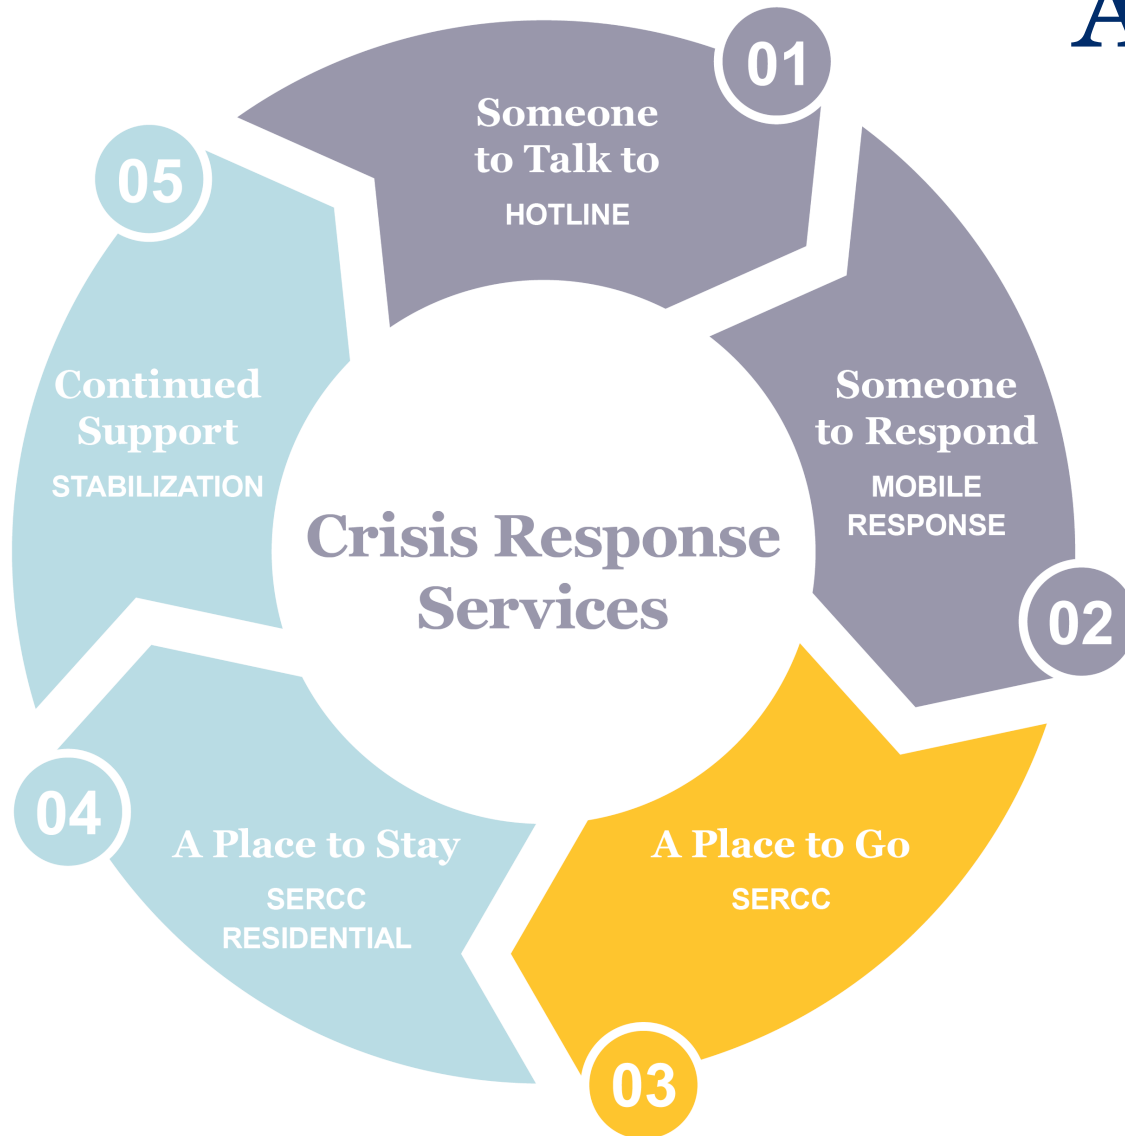 A
01
Someone
to Talk to
HOTLINE
Someone
to Respond
MOBILE
RESPONSE
02
A Place to Go
SERCC
03
A Place to Stay
SERCC
RESIDENTIAL
04
Continued
Support
STABILIZATION
05
Crisis Response
Services